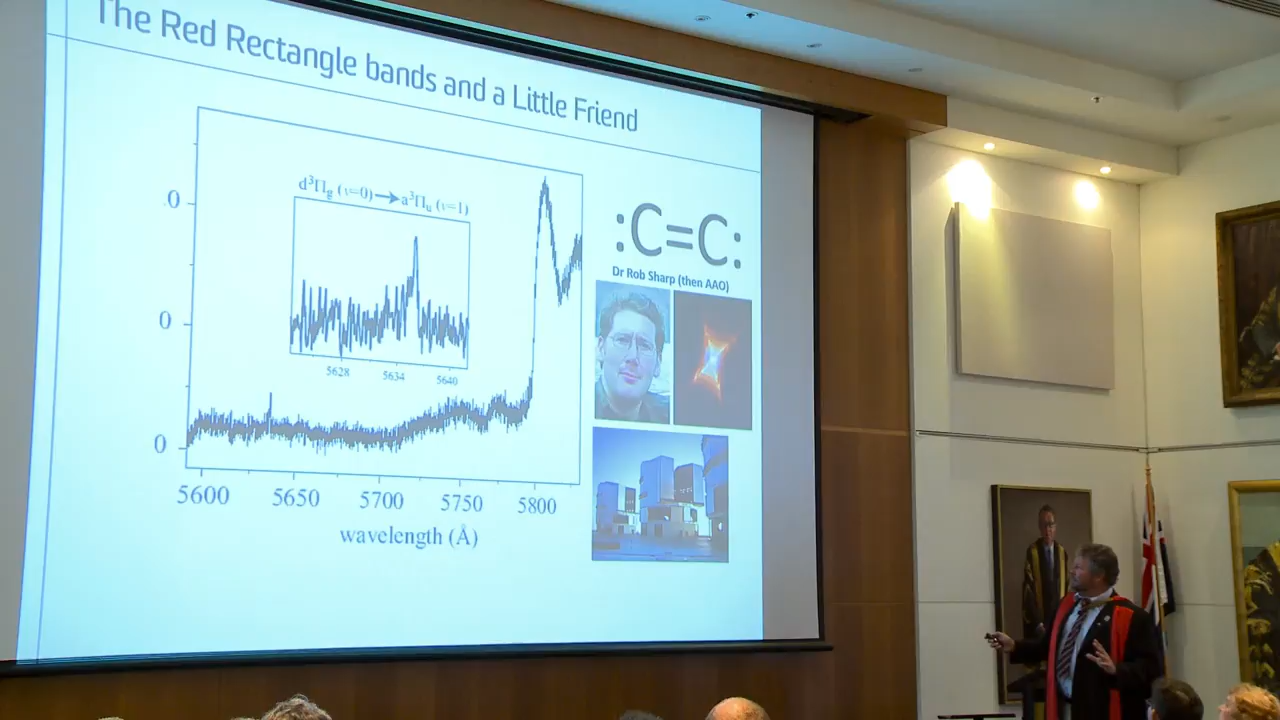 The Red Rectangle bands and a Little Friend
d³Πg (v=0)→a³Πu (v=1)
:C=C:
Dr Rob Sharp (then AAO)
.0
0
0
5628 5634 5640
5600 5650 5700 5750 5800
wavelength (Å)